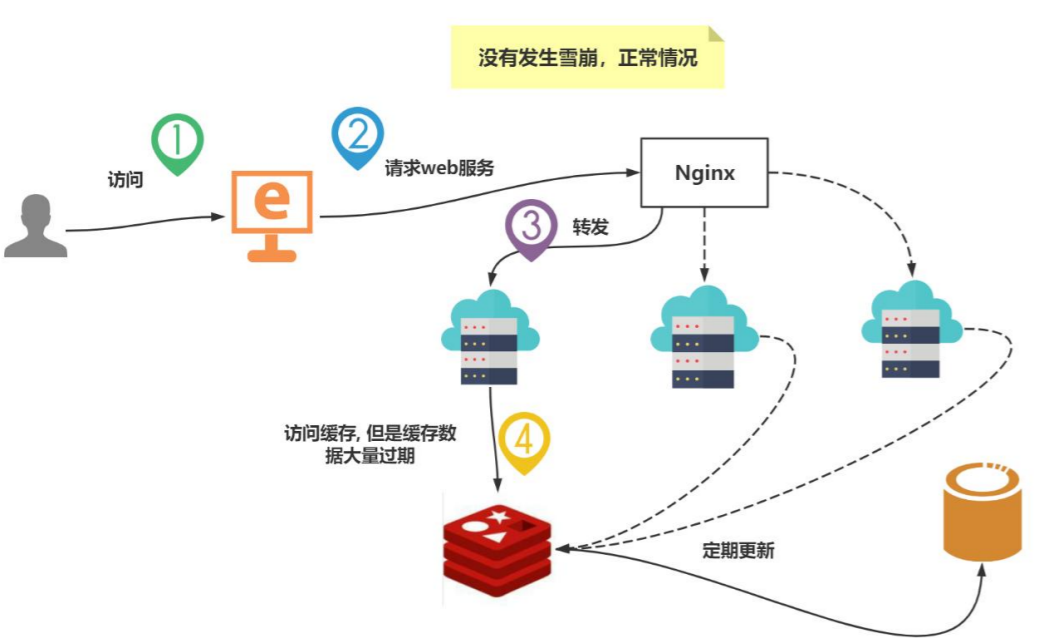 没有发生雪崩，正常情况
1
2
访问
请求web服务
Nginx
e
3
转发
访问缓存, 但是缓存数
据大量过期
4
定期更新